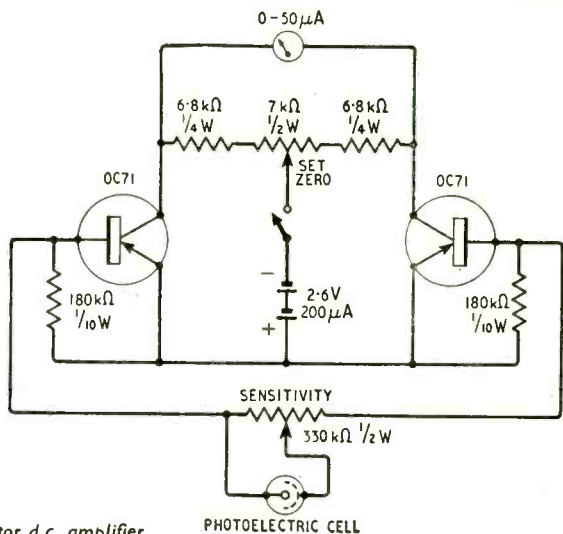 0-50μA
6·8kΩ
1/4W
7kΩ
1/2W
6·8kΩ
1/4W
SET
ZERO
OC71
OC71
180kΩ
1/10W
−
2·6V
200μA
+
180kΩ
1/10W
SENSITIVITY
330kΩ 1/2W
PHOTOELECTRIC CELL
tor d.c. amplifier